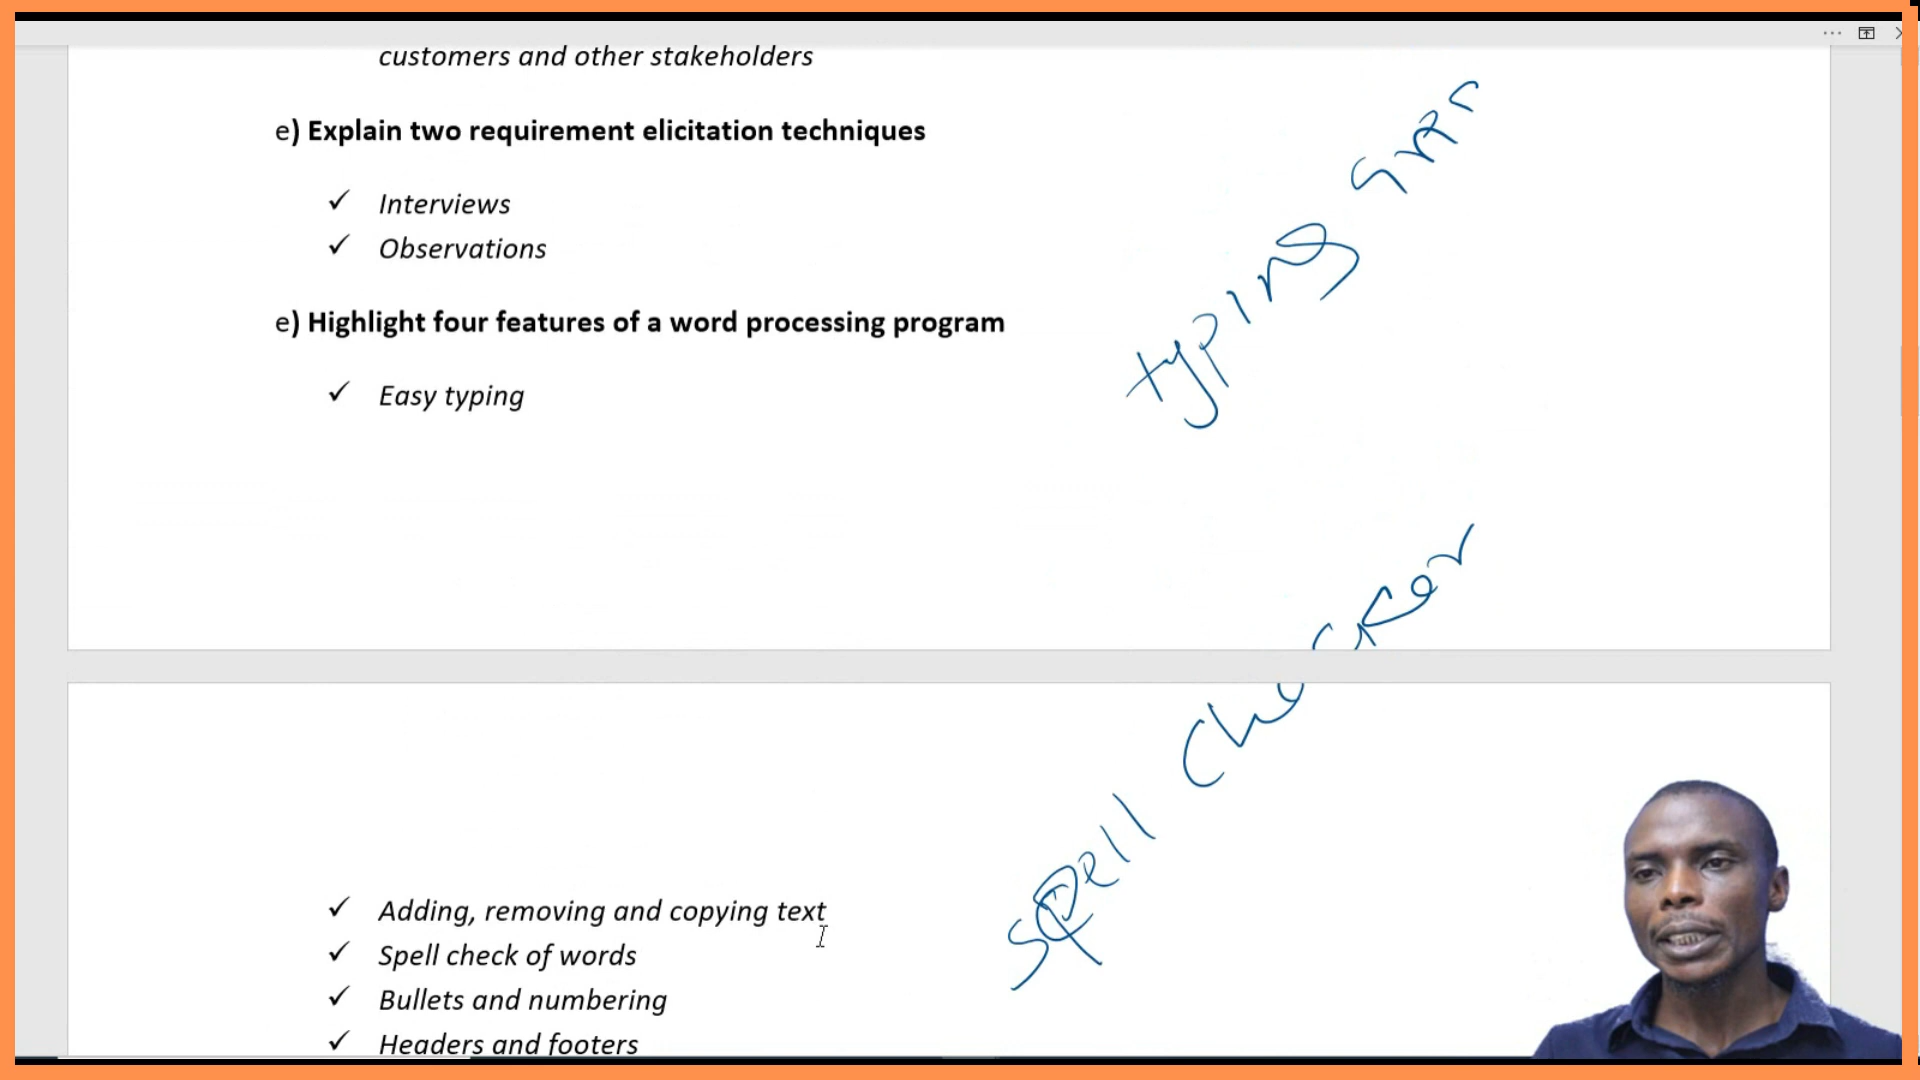 customers and other stakeholders
e) Explain two requirement elicitation techniques
✓ Interviews
✓ Observations
e) Highlight four features of a word processing program
✓ Easy typing
typing
spell checker
✓ Adding, removing and copying text
✓ Spell check of words
✓ Bullets and numbering
✓ Headers and footers